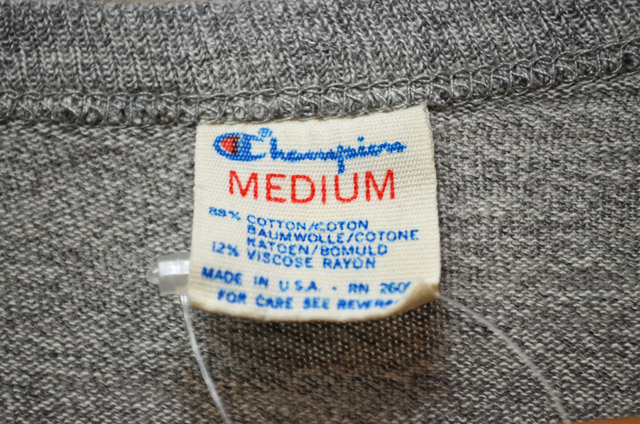 Champion
MEDIUM
88% COTTON/COTON
BAUMWOLLE/COTONE
KATOEN/BOMULD
12% VISCOSE RAYON
MADE IN U.S.A. - RN
FOR CARE SEE